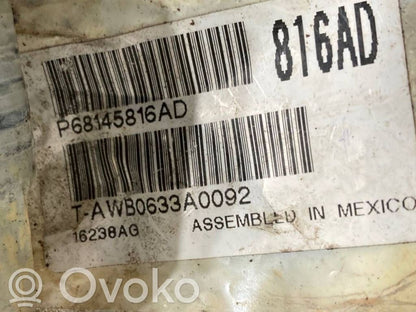 816AD
P68145816AD
T-AWB0633A0092
16238AG ASSEMBLED IN MEXICO
Ovoko